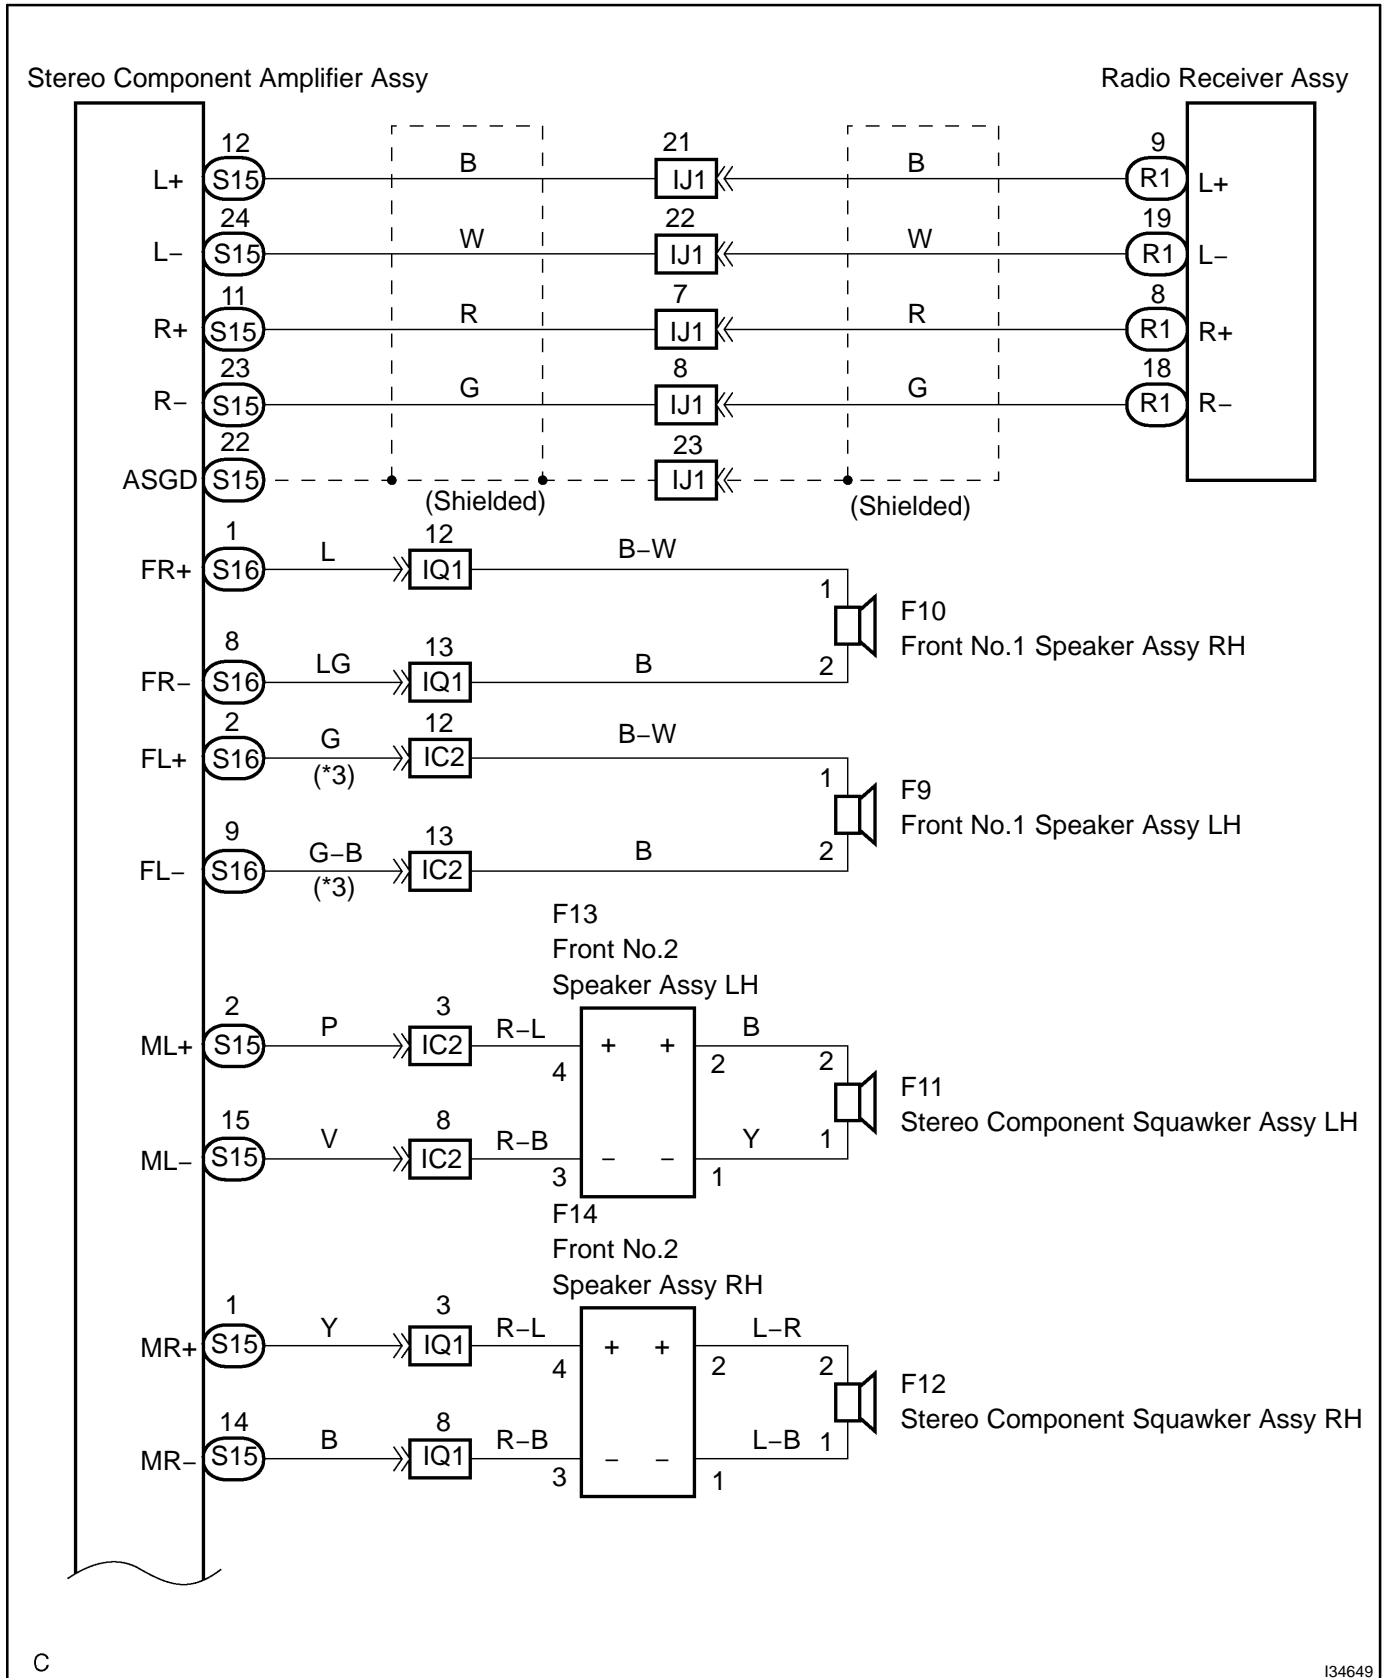 Stereo Component Amplifier Assy Radio Receiver Assy
12 21 9
L+ S15 B IJ1 B R1 L+
24 22 19
L− S15 W IJ1 W R1 L−
11 7 8
R+ S15 R IJ1 R R1 R+
23 8 18
R− S15 G IJ1 G R1 R−
22 23
ASGD S15 IJ1
(Shielded) (Shielded)
1 12
FR+ S16 L IQ1 B−W
1
F10
Front No.1 Speaker Assy RH
8 13 2
FR− S16 LG IQ1 B
2 12
FL+ S16 G IC2 B−W
(*3) 1
F9
Front No.1 Speaker Assy LH
9 13 2
FL− S16 G−B IC2 B
(*3)
F13
Front No.2
Speaker Assy LH
2 3
ML+ S15 P IC2 R−L + + B
4 2 2
F11
Stereo Component Squawker Assy LH
15 8 1
ML− S15 V IC2 R−B − − Y
3 1
F14
Front No.2
Speaker Assy RH
1 3
MR+ S15 Y IQ1 R−L + + L−R
4 2 2
F12
Stereo Component Squawker Assy RH
14 8 1
MR− S15 B IQ1 R−B − − L−B
3 1
C I34649